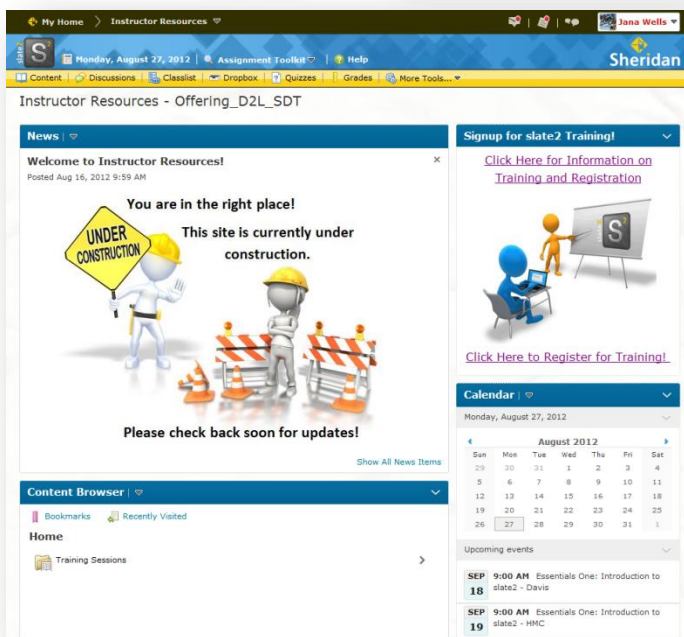 My Home
Instructor Resources
Jana Wells
slate2
S
2
Monday, August 27, 2012
Assignment Toolkit
Help
Sheridan
Content
Discussions
Classlist
Dropbox
Quizzes
Grades
More Tools...
Instructor Resources - Offering_D2L_SDT
News
Welcome to Instructor Resources!
Posted Aug 16, 2012 9:59 AM
You are in the right place!
UNDER
CONSTRUCTION
This site is currently under
construction.
Please check back soon for updates!
Show All News Items
Content Browser
Bookmarks
Recently Visited
Home
Training Sessions
Signup for slate2 Training!
Click Here for Information on
Training and Registration
S
2
Click Here to Register for Training!
Calendar
Monday, August 27, 2012
August 2012
Sun Mon Tue Wed Thu Fri Sat
29 30 31 1 2 3 4
5 6 7 8 9 10 11
12 13 14 15 16 17 18
19 20 21 22 23 24 25
26 27 28 29 30 31 1
Upcoming events
SEP 9:00 AM Essentials One: Introduction to
18 slate2 - Davis
SEP 9:00 AM Essentials One: Introduction to
19 slate2 - HMC